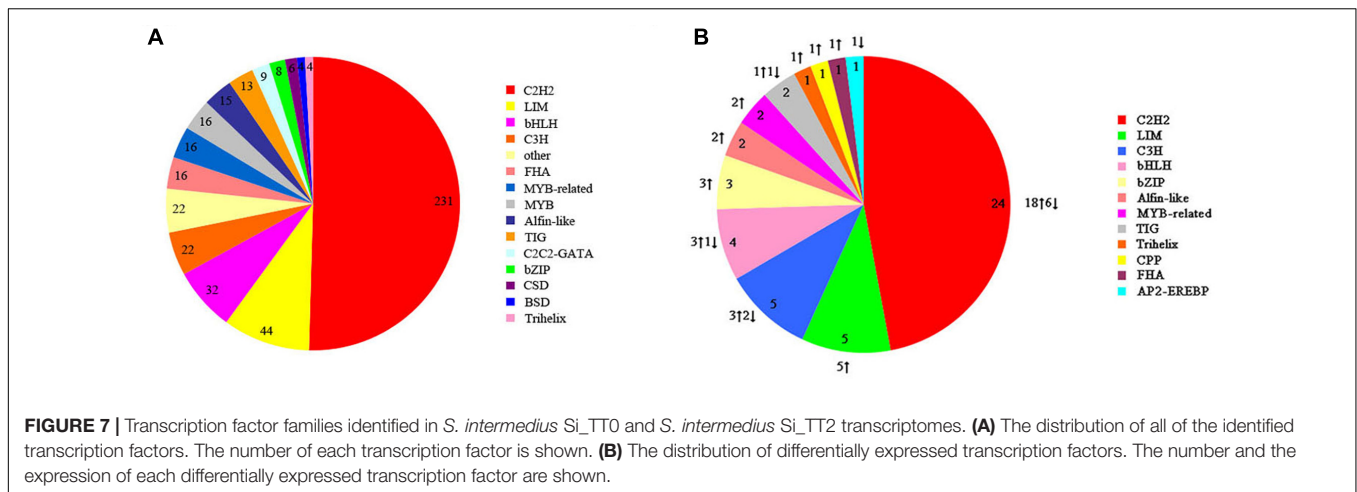 A
231
44
32
22
22
16
16
16
15
13
9
8
6
4
4
C2H2
LIM
bHLH
C3H
other
FHA
MYB-related
MYB
Alfin-like
TIG
C2C2-GATA
bZIP
CSD
BSD
Trihelix
B
24
18↑6↓
5
5↑
5
3↑2↓
4
3↑1↓
3
3↑
2
2↑
2
2↑
2
1↑1↓
1
1↑
1
1↑
1
1↑
1
1↓
C2H2
LIM
C3H
bHLH
bZIP
Alfin-like
MYB-related
TIG
Trihelix
CPP
FHA
AP2-EREBP
FIGURE 7 | Transcription factor families identified in S. intermedius Si_TT0 and S. intermedius Si_TT2 transcriptomes. (A) The distribution of all of the identified
transcription factors. The number of each transcription factor is shown. (B) The distribution of differentially expressed transcription factors. The number and the
expression of each differentially expressed transcription factor are shown.